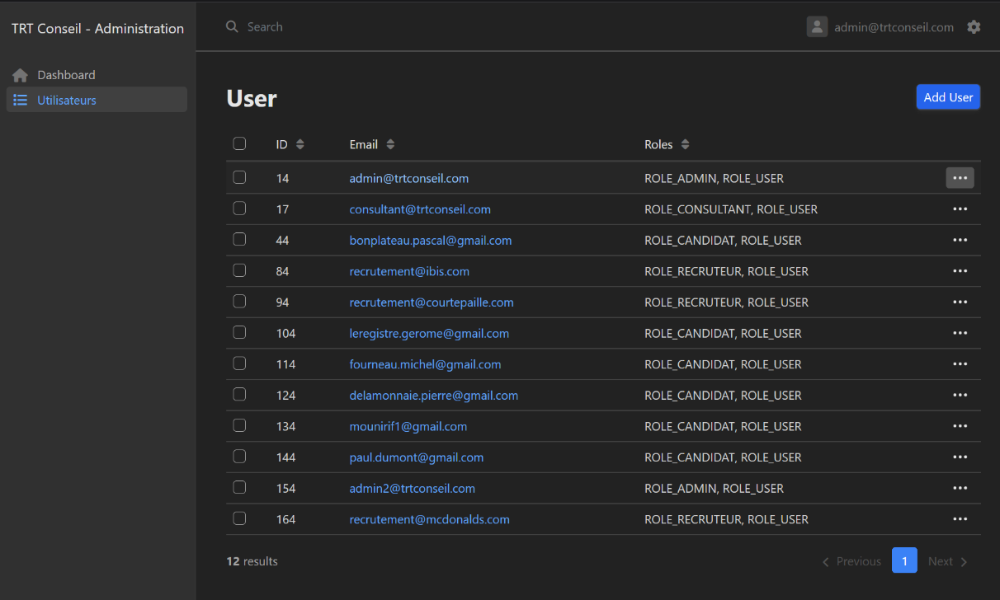 TRT Conseil - Administration
Search
admin@trtconseil.com
Dashboard
Utilisateurs
User
Add User
ID Email Roles
14 admin@trtconseil.com ROLE_ADMIN, ROLE_USER
17 consultant@trtconseil.com ROLE_CONSULTANT, ROLE_USER
44 bonplateau.pascal@gmail.com ROLE_CANDIDAT, ROLE_USER
84 recrutement@ibis.com ROLE_RECRUTEUR, ROLE_USER
94 recrutement@courtepaille.com ROLE_RECRUTEUR, ROLE_USER
104 leregistre.gerome@gmail.com ROLE_CANDIDAT, ROLE_USER
114 fourneau.michel@gmail.com ROLE_CANDIDAT, ROLE_USER
124 delamonnaie.pierre@gmail.com ROLE_CANDIDAT, ROLE_USER
134 mounirif1@gmail.com ROLE_CANDIDAT, ROLE_USER
144 paul.dumont@gmail.com ROLE_CANDIDAT, ROLE_USER
154 admin2@trtconseil.com ROLE_ADMIN, ROLE_USER
164 recrutement@mcdonalds.com ROLE_RECRUTEUR, ROLE_USER
12 results
Previous 1 Next